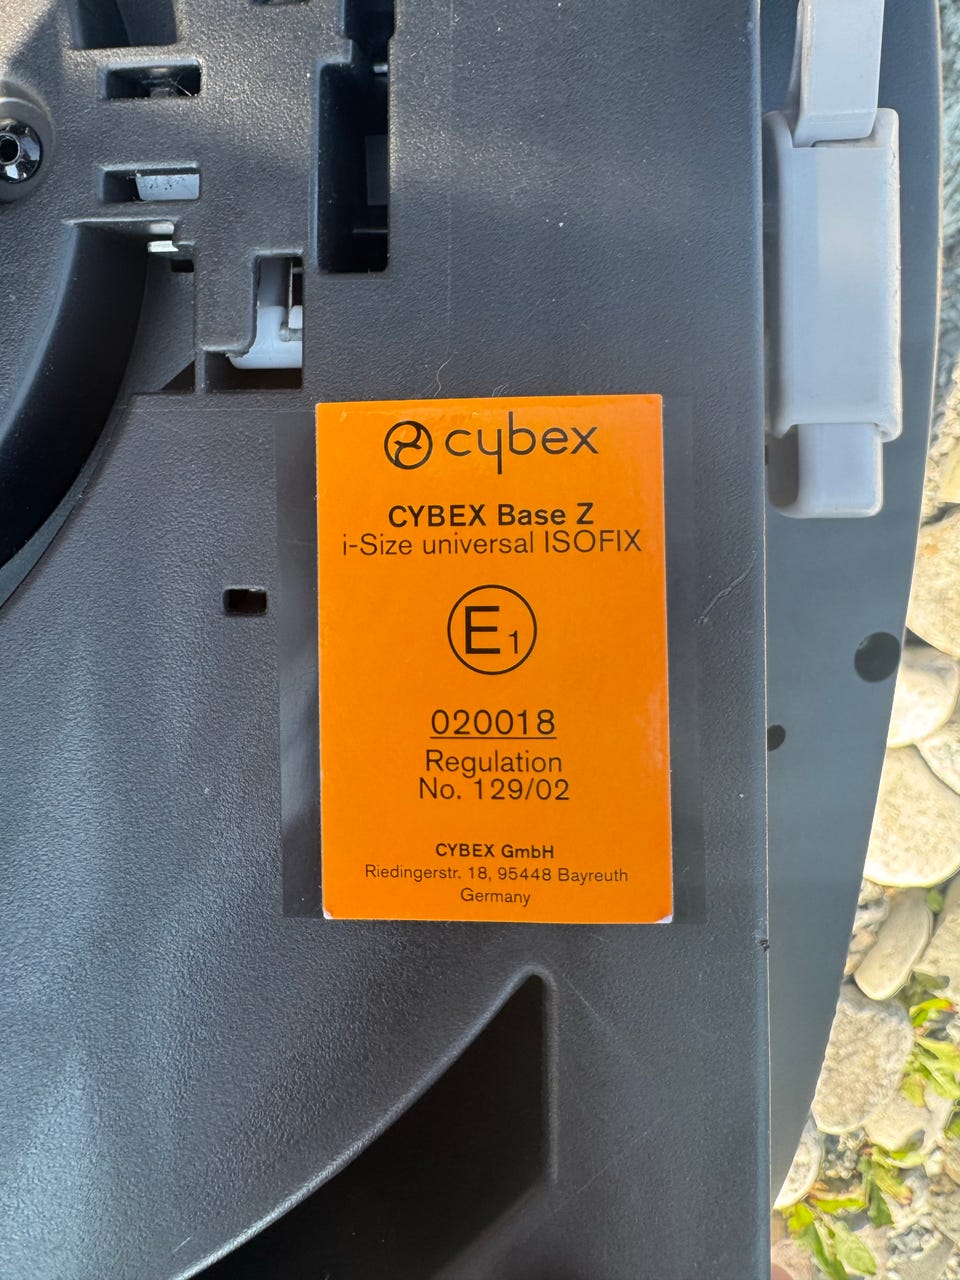 cybex
CYBEX Base Z
i-Size universal ISOFIX
E1
020018
Regulation
No. 129/02
CYBEX GmbH
Riedingerstr. 18, 95448 Bayreuth
Germany